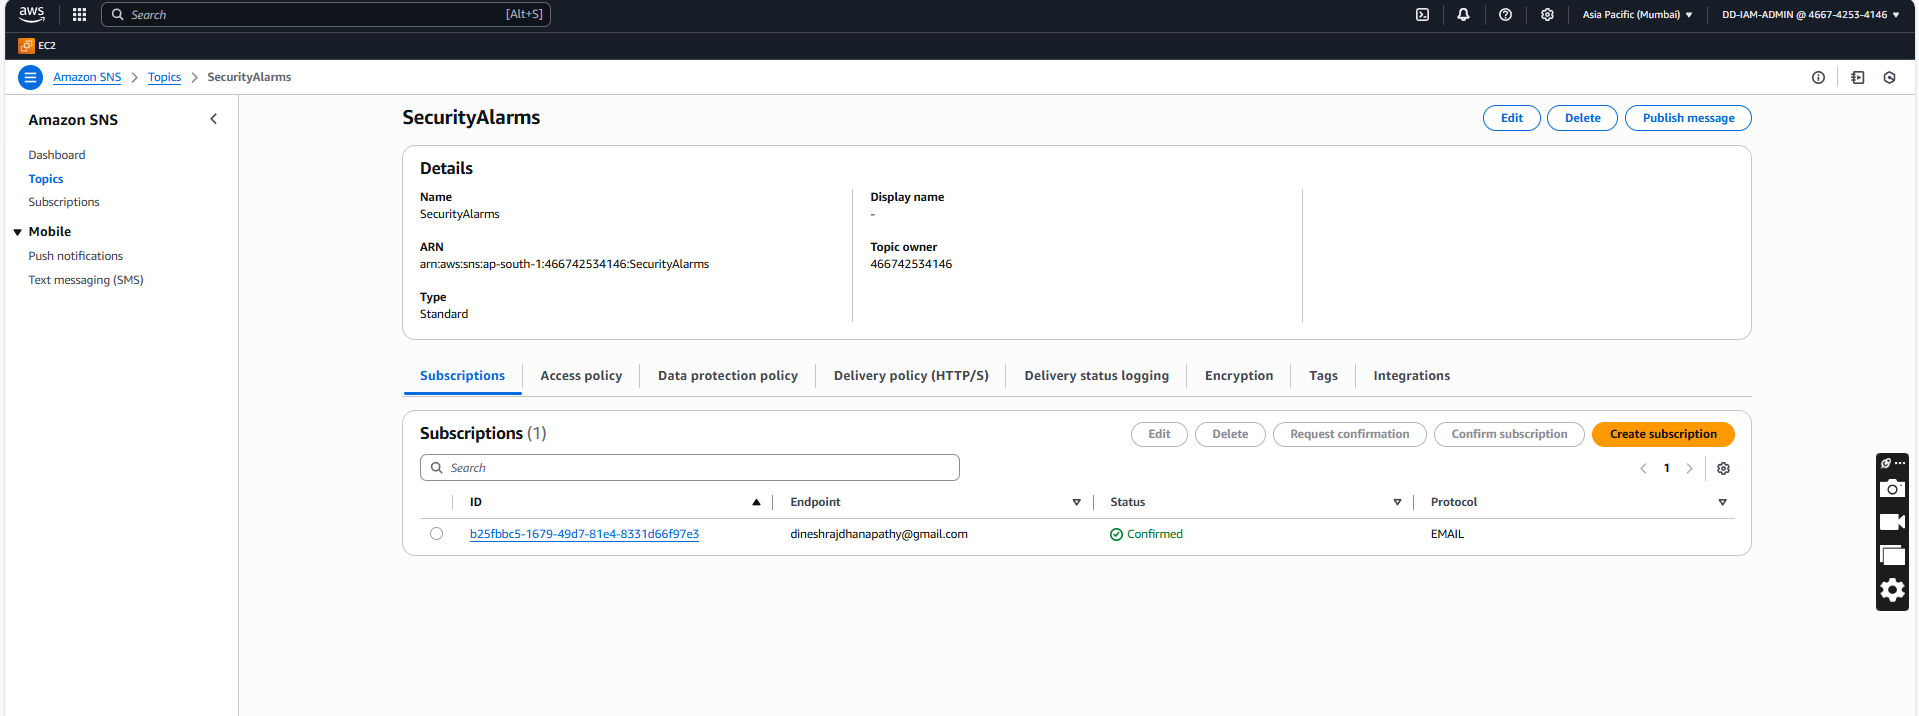 aws
Search [Alt+S]
Asia Pacific (Mumbai) ▼ DD-IAM-ADMIN @ 4667-4253-4146 ▼
EC2
Amazon SNS > Topics > SecurityAlarms
Amazon SNS
Dashboard
Topics
Subscriptions
Mobile
Push notifications
Text messaging (SMS)
SecurityAlarms
Edit Delete Publish message
Details
Name
SecurityAlarms
ARN
arn:aws:sns:ap-south-1:466742534146:SecurityAlarms
Type
Standard
Display name
-
Topic owner
466742534146
Subscriptions Access policy Data protection policy Delivery policy (HTTP/S) Delivery status logging Encryption Tags Integrations
Subscriptions (1)
Edit Delete Request confirmation Confirm subscription Create subscription
Search
1
ID Endpoint Status Protocol
b25fbbc5-1679-49d7-81e4-8331d66f97e3 dineshrajdhanapathy@gmail.com Confirmed EMAIL